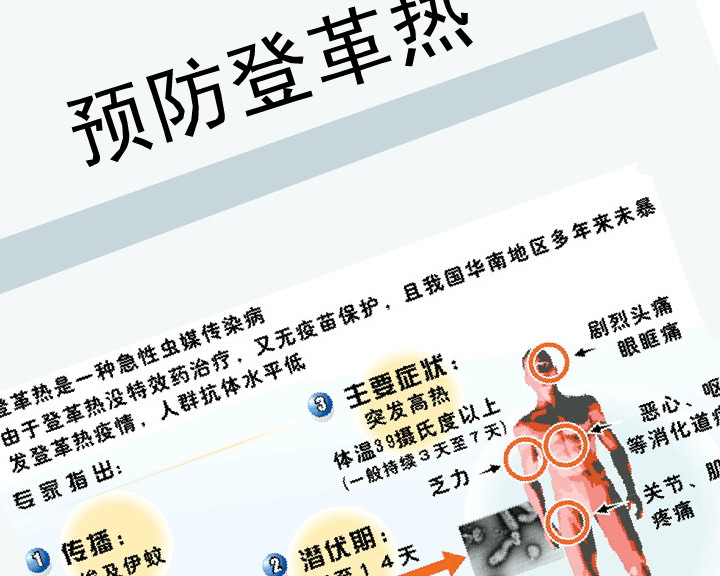 预防登革热
登革热是一种急性虫媒传染病
由于登革热没特效药治疗，又无疫苗保护，且我国华南地区多年来未暴
发登革热疫情，人群抗体水平低
专家指出：
1 传播：
埃及伊蚊
2 潜伏期：
至14天
3 主要症状：
突发高热
体温39摄氏度以上
(一般持续3天至7天)
乏力
剧烈头痛
眼眶痛
恶心、呕
等消化道症
关节、肌
疼痛